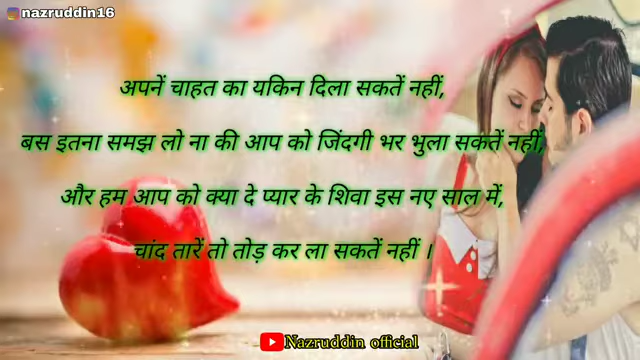 nazruddin16
अपनें चाहत का यकिन दिला सकतें नहीं,
बस इतना समझ लो ना की आप को जिंदगी भर भुला सकतें नहीं,
और हम आप को क्या दे प्यार के शिवा इस नए साल में,
चांद तारें तो तोड़ कर ला सकतें नहीं ।
Nazruddin official